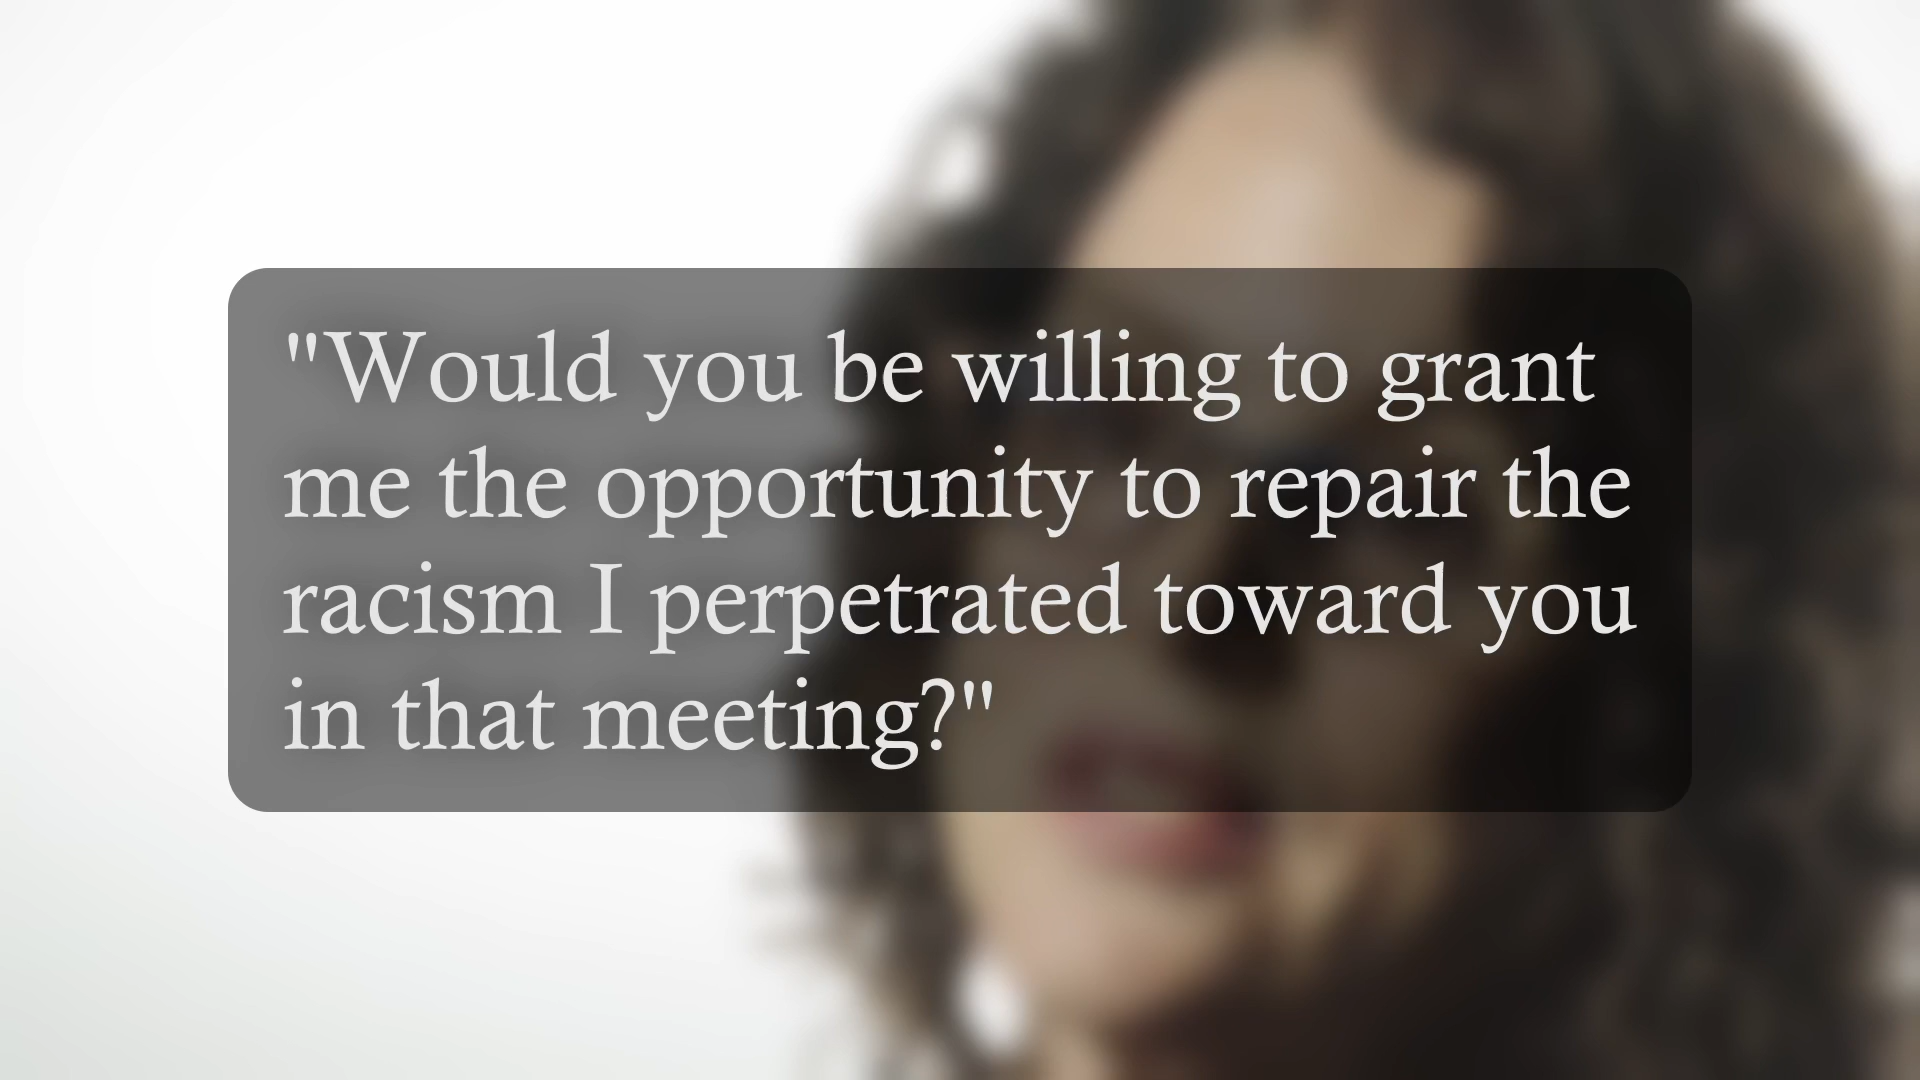 "Would you be willing to grant
me the opportunity to repair the
racism I perpetrated toward you
in that meeting?"